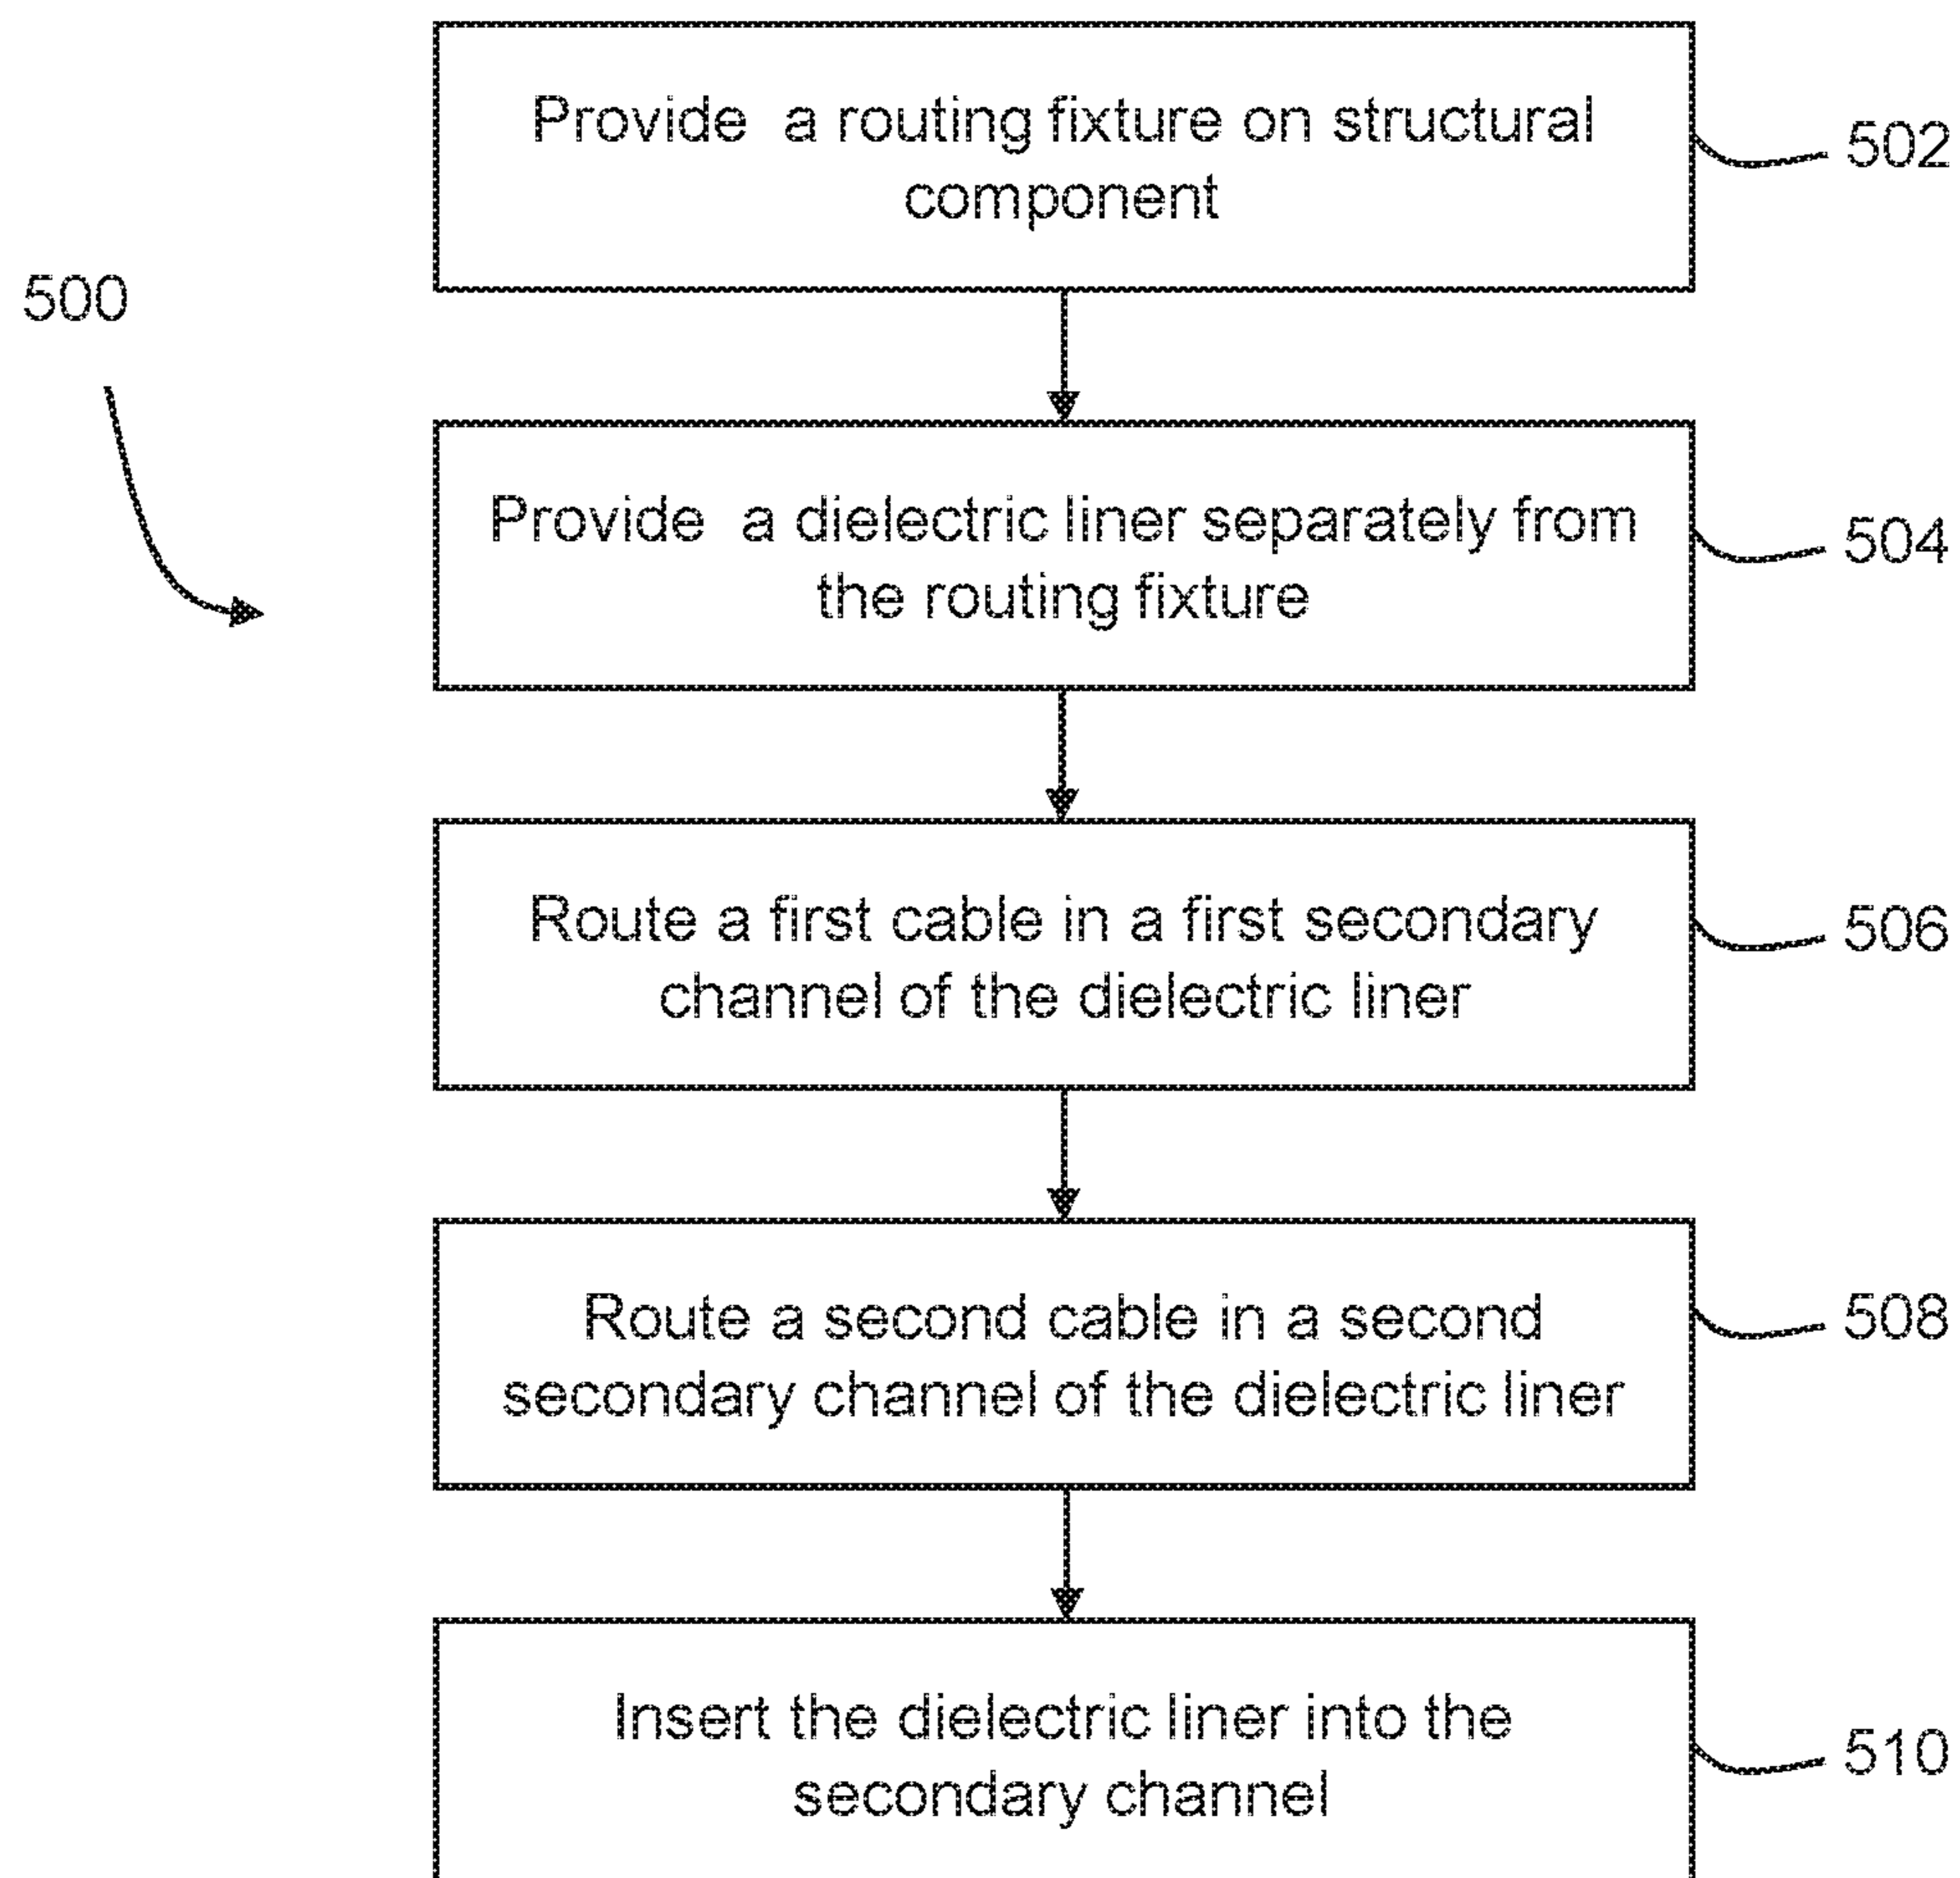 Provide a routing fixture on structural
component
502
500
Provide a dielectric liner separately from
the routing fixture
504
Route a first cable in a first secondary
channel of the dielectric liner
506
Route a second cable in a second
secondary channel of the dielectric liner
508
Insert the dielectric liner into the
secondary channel
510